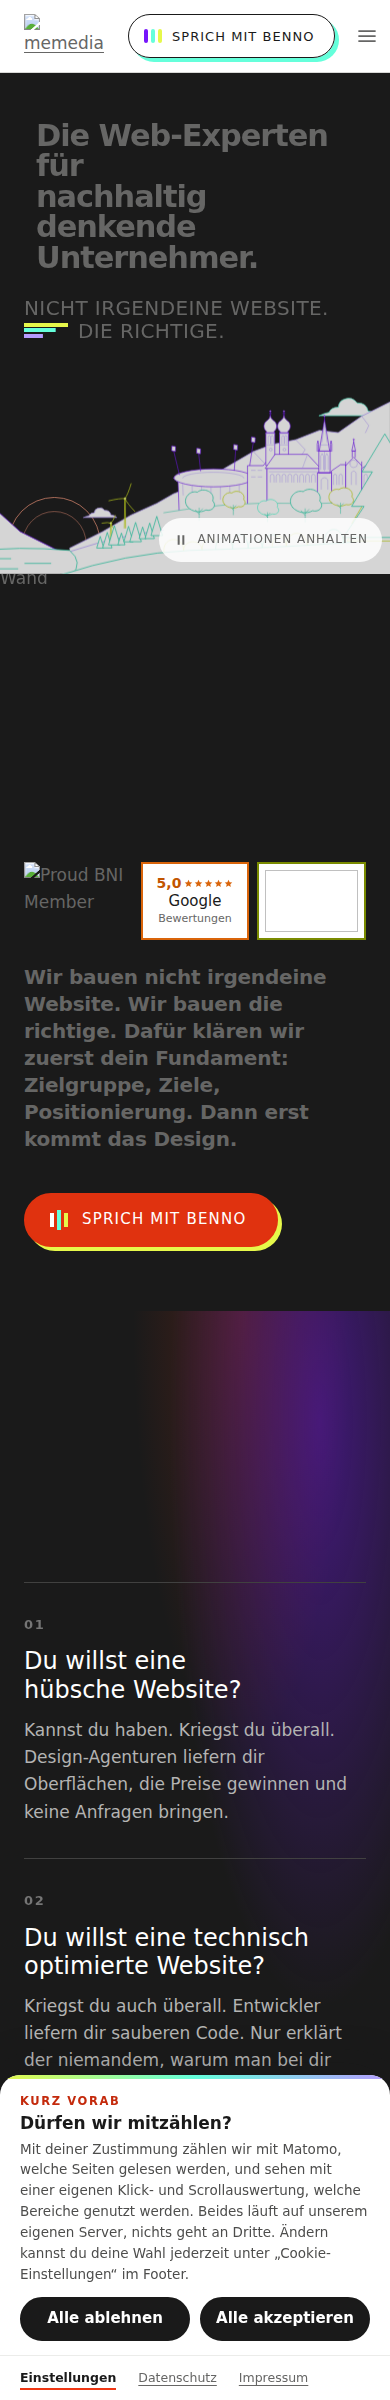 memedia
SPRICH MIT BENNO
Die Web-Experten
für
nachhaltig
denkende
Unternehmer.
NICHT IRGENDEINE WEBSITE.
DIE RICHTIGE.
ANIMATIONEN ANHALTEN
Wand
Proud BNI
Member
5,0 ★★★★★
Google
Bewertungen
Wir bauen nicht irgendeine
Website. Wir bauen die
richtige. Dafür klären wir
zuerst dein Fundament:
Zielgruppe, Ziele,
Positionierung. Dann erst
kommt das Design.
SPRICH MIT BENNO
01
Du willst eine
hübsche Website?
Kannst du haben. Kriegst du überall.
Design-Agenturen liefern dir
Oberflächen, die Preise gewinnen und
keine Anfragen bringen.
02
Du willst eine technisch
optimierte Website?
Kriegst du auch überall. Entwickler
liefern dir sauberen Code. Nur erklärt
der niemandem, warum man bei dir
KURZ VORAB
Dürfen wir mitzählen?
Mit deiner Zustimmung zählen wir mit Matomo,
welche Seiten gelesen werden, und sehen mit
einer eigenen Klick- und Scrollauswertung, welche
Bereiche genutzt werden. Beides läuft auf unserem
eigenen Server, nichts geht an Dritte. Ändern
kannst du deine Wahl jederzeit unter „Cookie-
Einstellungen“ im Footer.
Alle ablehnen
Alle akzeptieren
Einstellungen
Datenschutz
Impressum